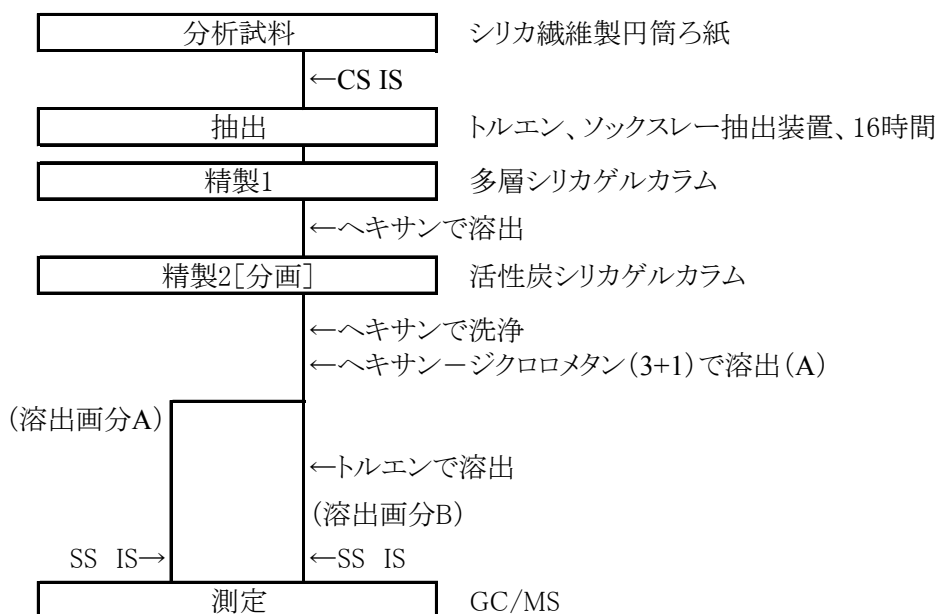 分析試料 シリカ繊維製円筒ろ紙
←CS IS
抽出 トルエン、ソックスレー抽出装置、16時間
精製1 多層シリカゲルカラム
←ヘキサンで溶出
精製2[分画] 活性炭シリカゲルカラム
←ヘキサンで洗浄
←ヘキサン－ジクロロメタン(3+1)で溶出(A)
(溶出画分A)
←トルエンで溶出
(溶出画分B)
SS IS→ ←SS IS
測定 GC/MS